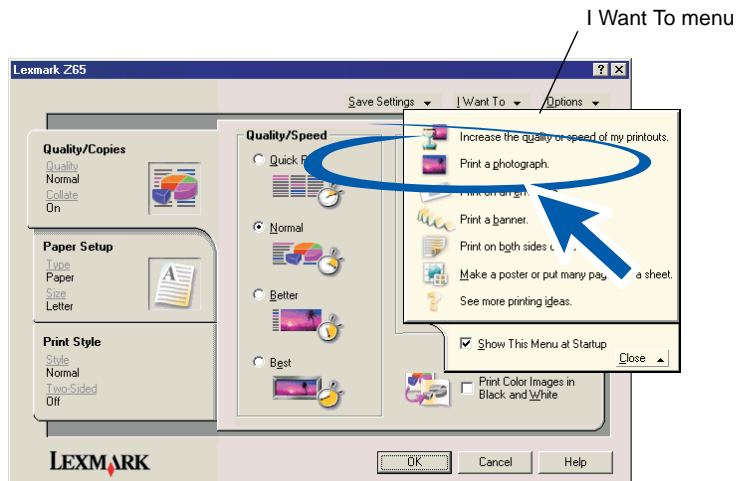 I Want To menu
Lexmark Z65
Save Settings
I Want To
Options
Quality/Copies
Quality
Normal
Collate
On
Paper Setup
Type
Paper
Size
Letter
Print Style
Style
Normal
Two-Sided
Off
Quality/Speed
Quick
Normal
Better
Best
Increase the quality or speed of my printouts.
Print a photograph.
Print on an
Print a banner.
Print on both sides
Make a poster or put many a sheet.
See more printing ideas.
Show This Menu at Startup
Close
Print Color Images in
Black and White
LEXMARK
OK
Cancel
Help